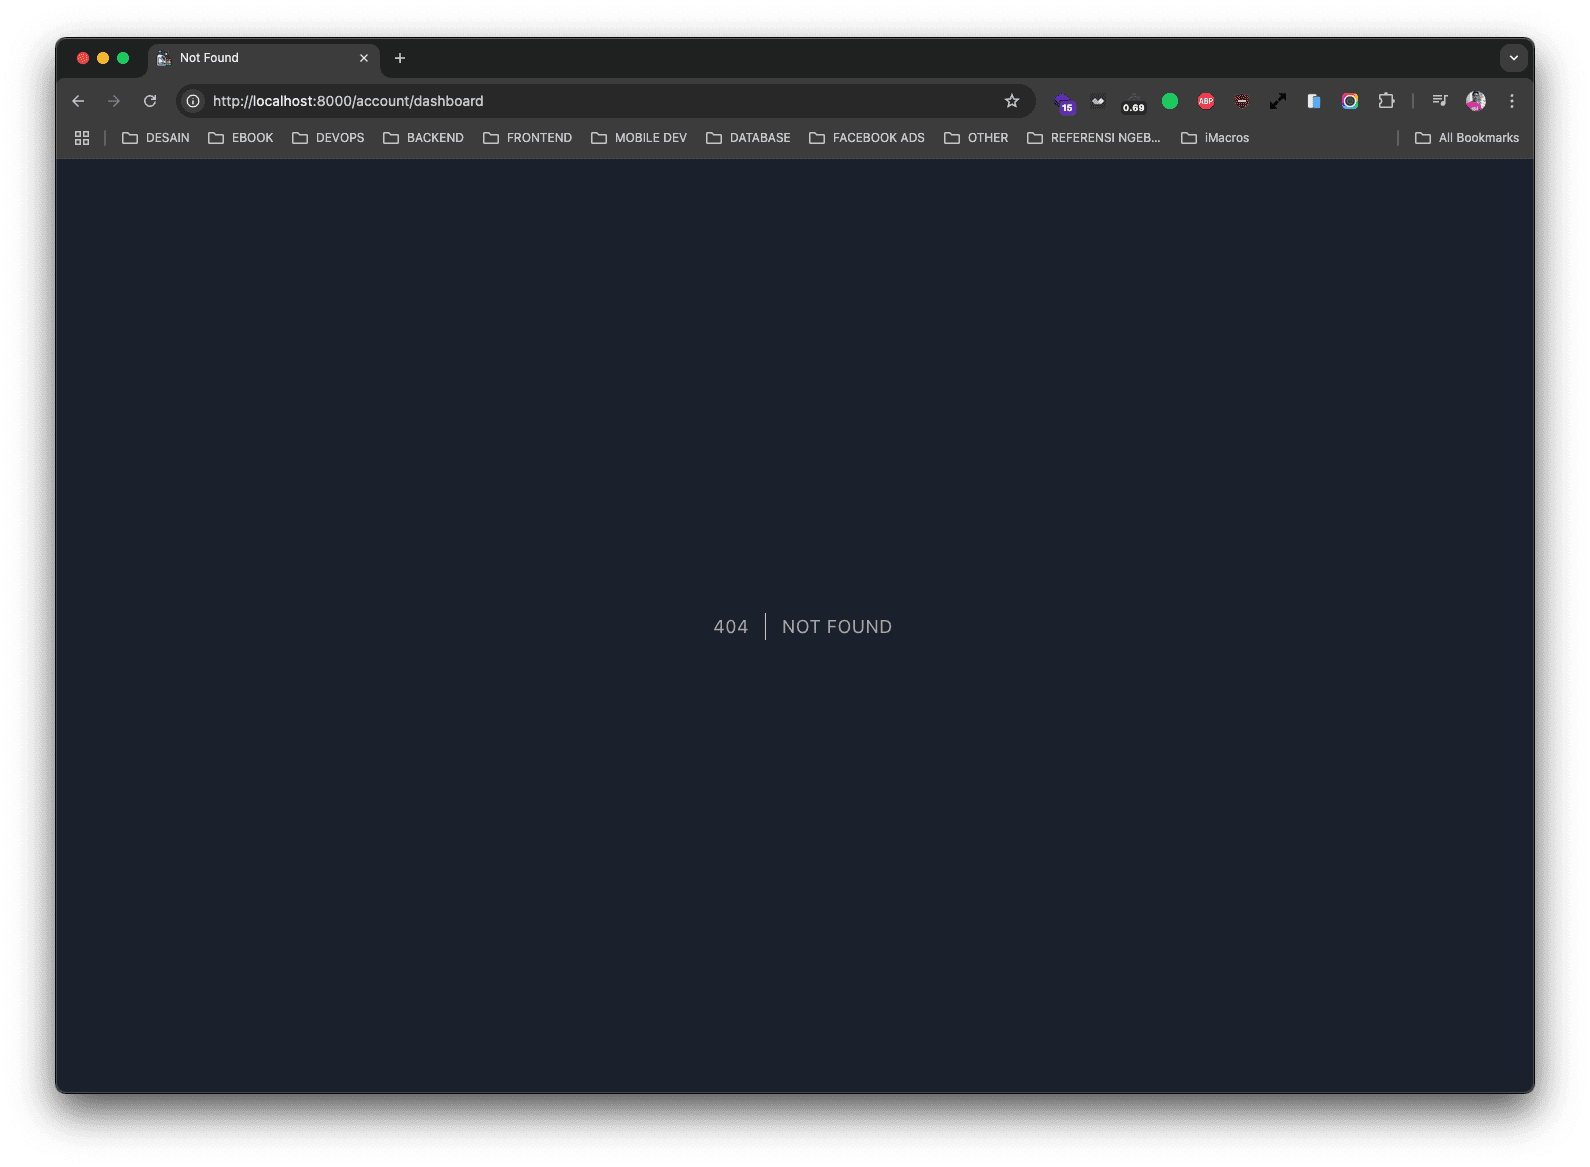 Not Found
http://localhost:8000/account/dashboard
15
0.69
ABP
DESAIN EBOOK DEVOPS BACKEND FRONTEND MOBILE DEV DATABASE FACEBOOK ADS OTHER REFERENSI NGEB... iMacros All Bookmarks
404 NOT FOUND